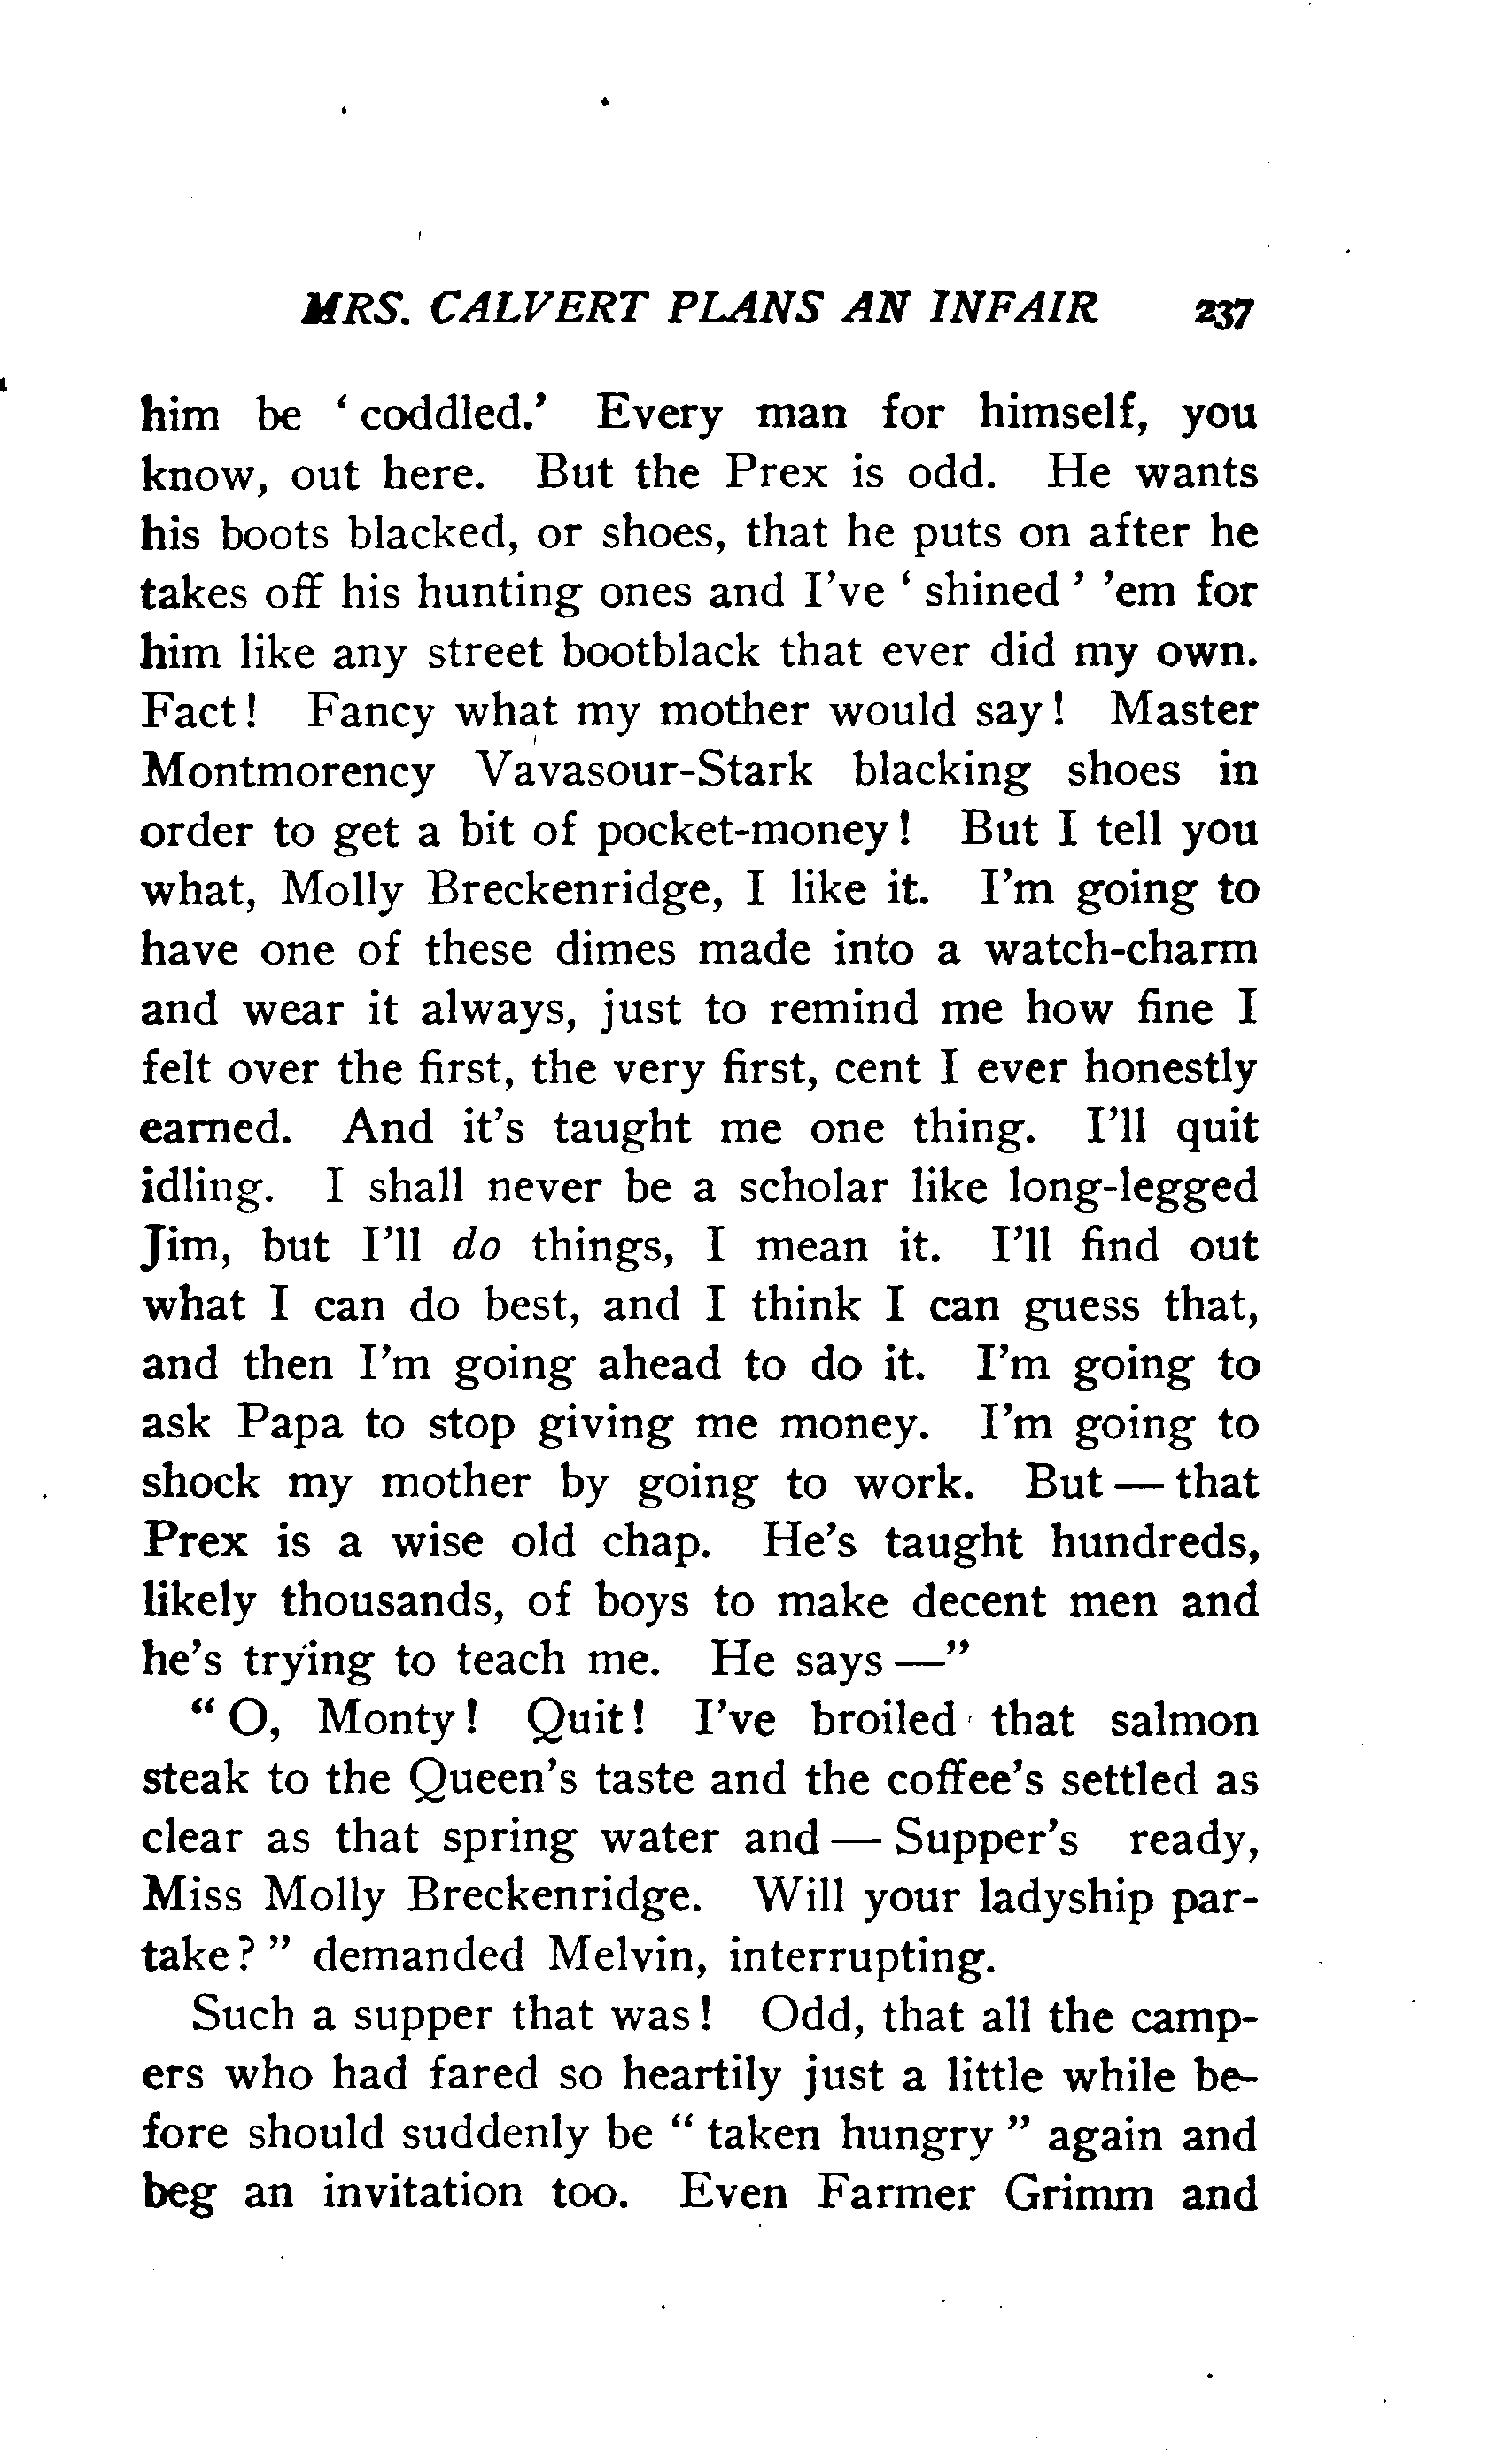 MRS. CALVERT PLANS AN INFAIR 237
him be ‘coddled.’ Every man for himself, you
know, out here. But the Prex is odd. He wants
his boots blacked, or shoes, that he puts on after he
takes off his hunting ones and I’ve ‘shined’ ’em for
him like any street bootblack that ever did my own.
Fact! Fancy what my mother would say! Master
Montmorency Vavasour-Stark blacking shoes in
order to get a bit of pocket-money! But I tell you
what, Molly Breckenridge, I like it. I’m going to
have one of these dimes made into a watch-charm
and wear it always, just to remind me how fine I
felt over the first, the very first, cent I ever honestly
earned. And it’s taught me one thing. I’ll quit
idling. I shall never be a scholar like long-legged
Jim, but I’ll do things, I mean it. I’ll find out
what I can do best, and I think I can guess that,
and then I’m going ahead to do it. I’m going to
ask Papa to stop giving me money. I’m going to
shock my mother by going to work. But — that
Prex is a wise old chap. He’s taught hundreds,
likely thousands, of boys to make decent men and
he’s trying to teach me. He says —”
“O, Monty! Quit! I’ve broiled that salmon
steak to the Queen’s taste and the coffee’s settled as
clear as that spring water and — Supper’s ready,
Miss Molly Breckenridge. Will your ladyship par-
take?” demanded Melvin, interrupting.
Such a supper that was! Odd, that all the camp-
ers who had fared so heartily just a little while be-
fore should suddenly be “taken hungry” again and
beg an invitation too. Even Farmer Grimm and